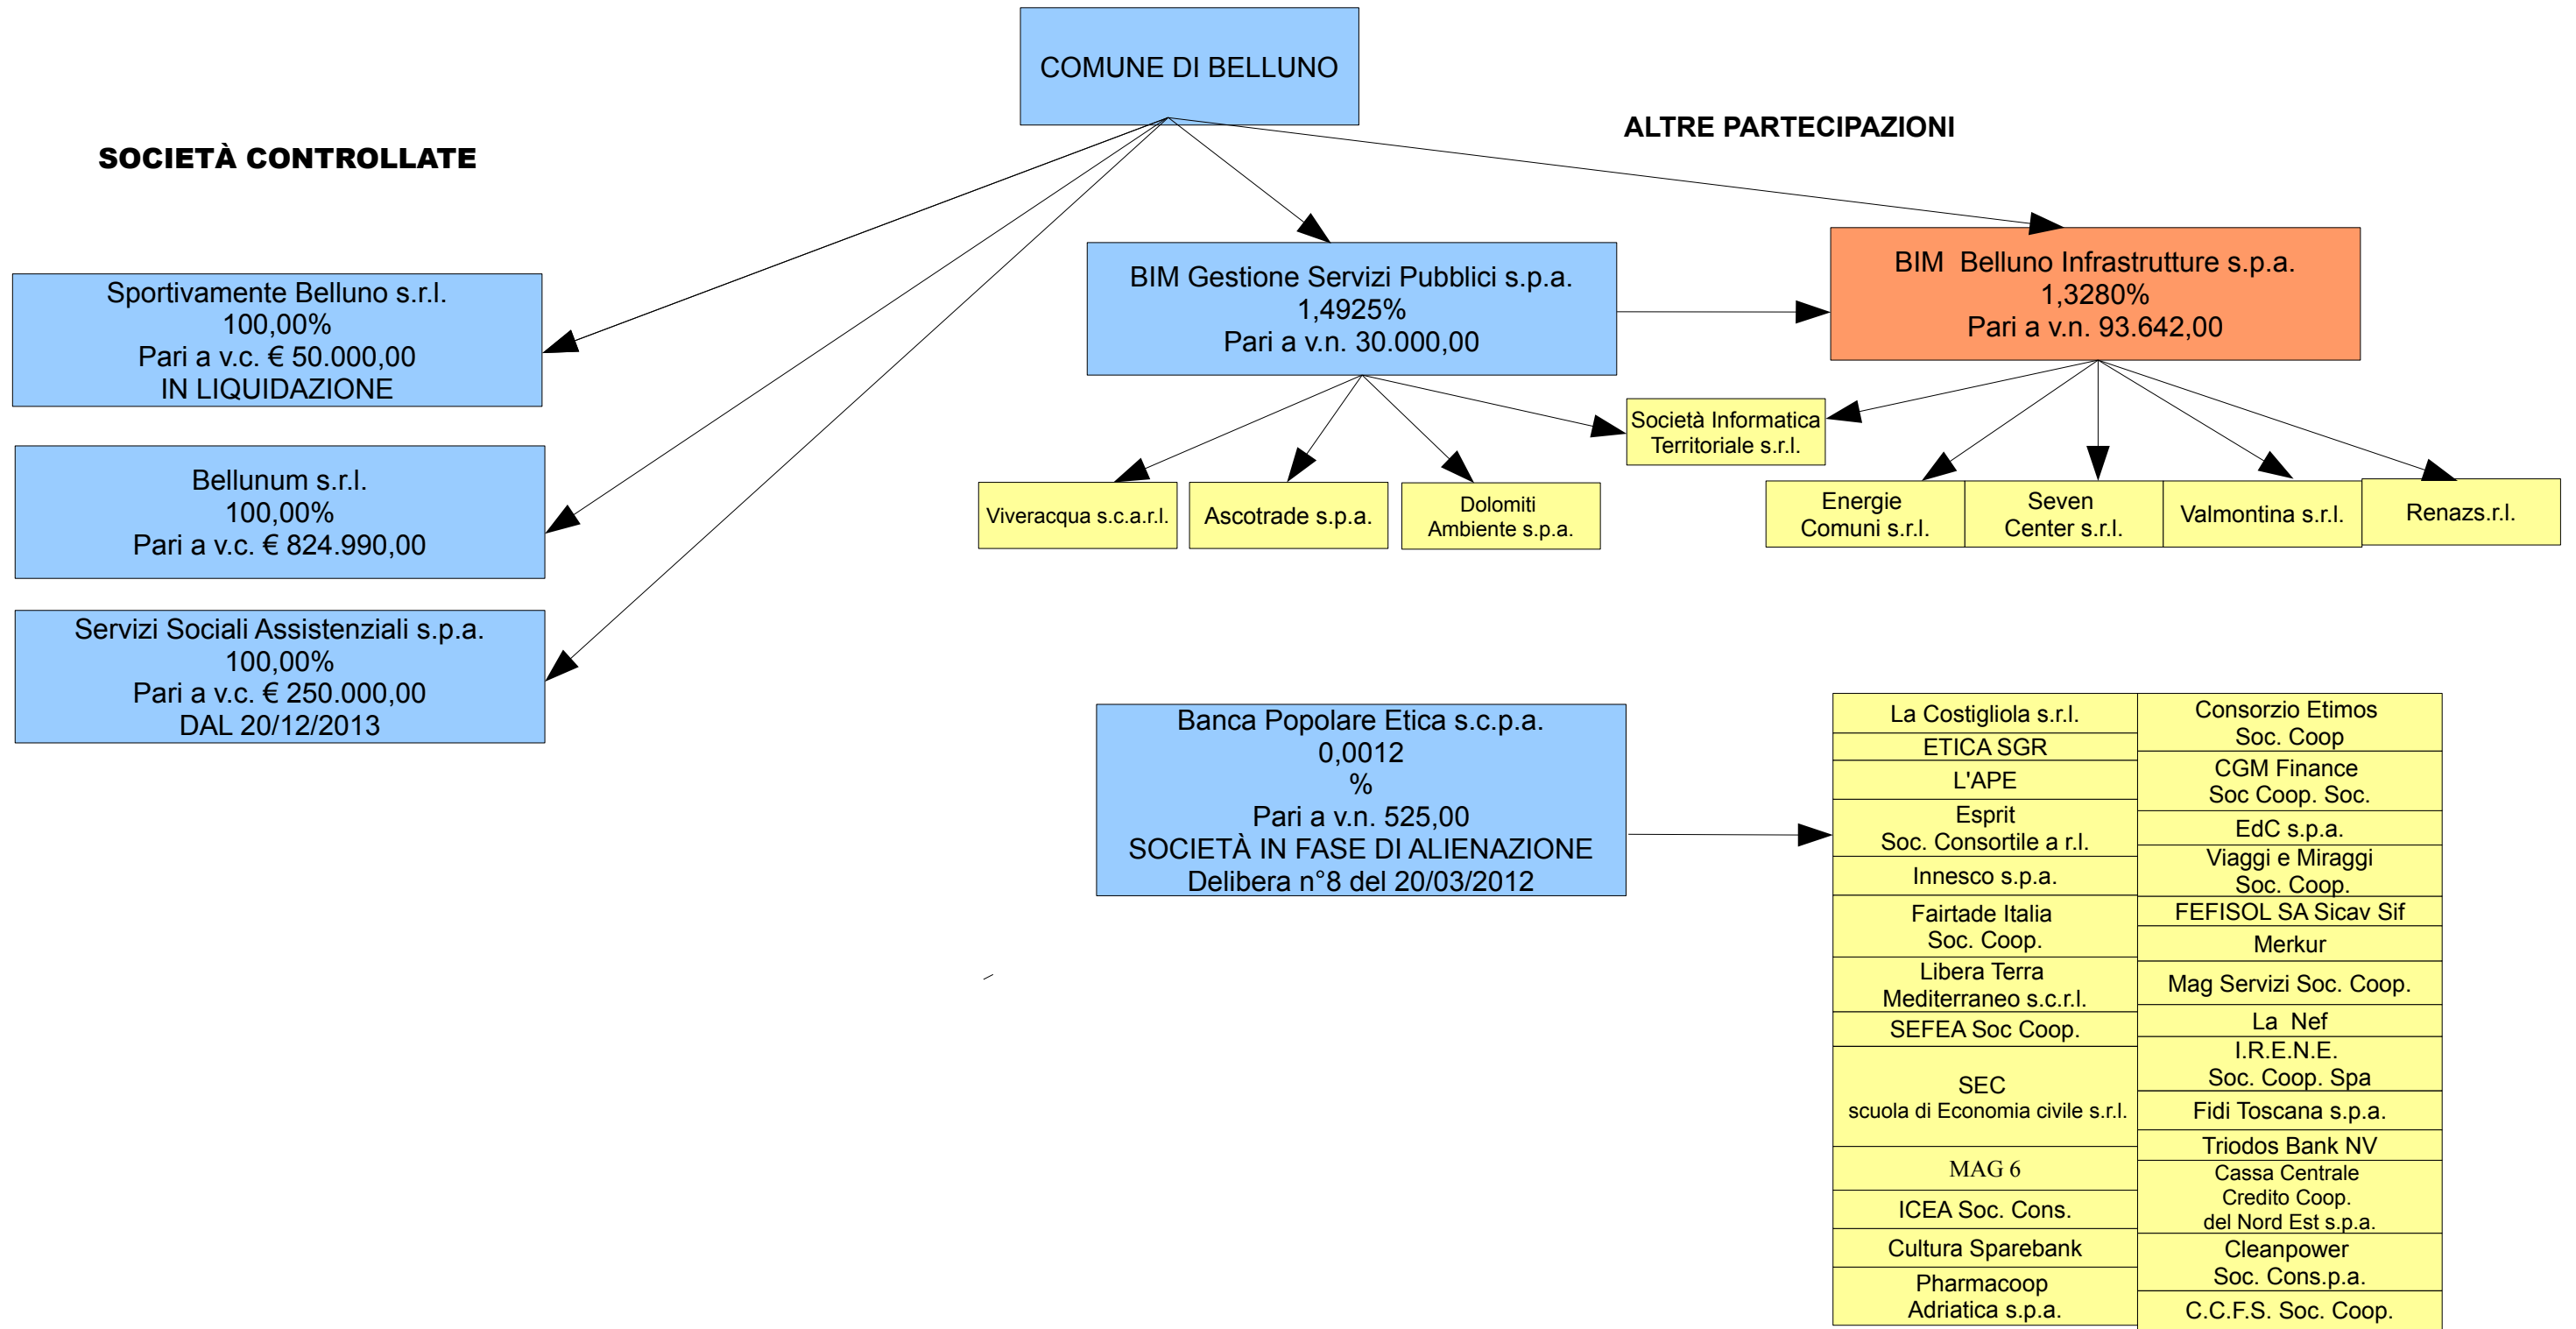 COMUNE DI BELLUNO
ALTRE PARTECIPAZIONI
SOCIETÀ CONTROLLATE
Sportivamente Belluno s.r.l.
100,00%
Pari a v.c. € 50.000,00
IN LIQUIDAZIONE
Bellunum s.r.l.
100,00%
Pari a v.c. € 824.990,00
Servizi Sociali Assistenziali s.p.a.
100,00%
Pari a v.c. € 250.000,00
DAL 20/12/2013
BIM Gestione Servizi Pubblici s.p.a.
1,4925%
Pari a v.n. 30.000,00
BIM Belluno Infrastrutture s.p.a.
1,3280%
Pari a v.n. 93.642,00
Società Informatica
Territoriale s.r.l.
Viveracqua s.c.a.r.l.
Ascotrade s.p.a.
Dolomiti
Ambiente s.p.a.
Energie
Comuni s.r.l.
Seven
Center s.r.l.
Valmontina s.r.l.
Renazs.r.l.
Banca Popolare Etica s.c.p.a.
0,0012
%
Pari a v.n. 525,00
SOCIETÀ IN FASE DI ALIENAZIONE
Delibera n°8 del 20/03/2012
La Costigliola s.r.l.
ETICA SGR
L'APE
Esprit
Soc. Consortile a r.l.
Innesco s.p.a.
Fairtade Italia
Soc. Coop.
Libera Terra
Mediterraneo s.c.r.l.
SEFEA Soc Coop.
SEC
scuola di Economia civile s.r.l.
MAG 6
ICEA Soc. Cons.
Cultura Sparebank
Pharmacoop
Adriatica s.p.a.
Consorzio Etimos
Soc. Coop
CGM Finance
Soc Coop. Soc.
EdC s.p.a.
Viaggi e Miraggi
Soc. Coop.
FEFISOL SA Sicav Sif
Merkur
Mag Servizi Soc. Coop.
La Nef
I.R.E.N.E.
Soc. Coop. Spa
Fidi Toscana s.p.a.
Triodos Bank NV
Cassa Centrale
Credito Coop.
del Nord Est s.p.a.
Cleanpower
Soc. Cons.p.a.
C.C.F.S. Soc. Coop.